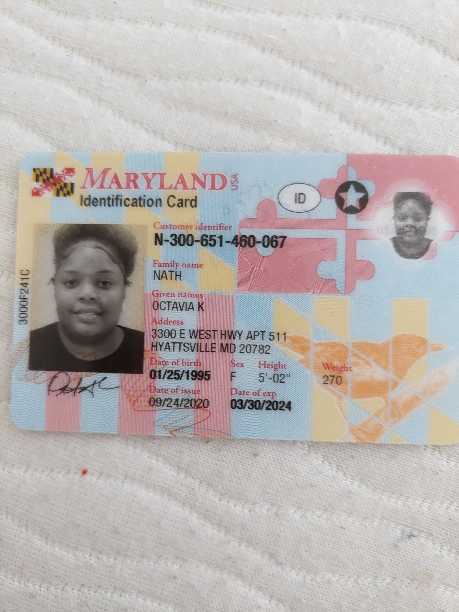 MARYLAND USA
Identification Card
ID
Customer identifier
N-300-651-460-067
Family name
NATH
Given names
OCTAVIA K
Address
3300 E WEST HWY APT 511
HYATTSVILLE MD 20782
Date of birth Sex Height Weight
01/25/1995 F 5'-02" 270
Date of issue Date of exp
09/24/2020 03/30/2024
3000F241C